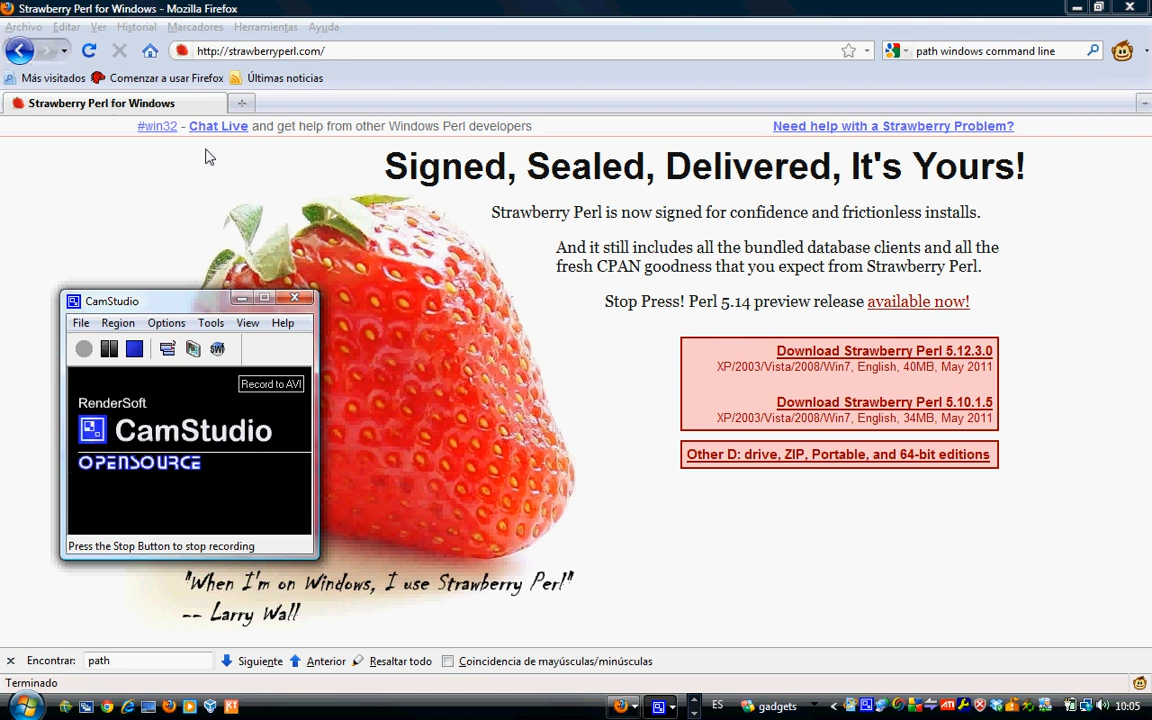 Strawberry Perl for Windows - Mozilla Firefox
Archivo Editar Ver Historial Marcadores Herramientas Ayuda
http://strawberryperl.com/
path windows command line
Más visitados Comenzar a usar Firefox Últimas noticias
Strawberry Perl for Windows
#win32 - Chat Live and get help from other Windows Perl developers
Need help with a Strawberry Problem?
Signed, Sealed, Delivered, It's Yours!
Strawberry Perl is now signed for confidence and frictionless installs.
And it still includes all the bundled database clients and all the
fresh CPAN goodness that you expect from Strawberry Perl.
Stop Press! Perl 5.14 preview release available now!
Download Strawberry Perl 5.12.3.0
XP/2003/Vista/2008/Win7, English, 40MB, May 2011
Download Strawberry Perl 5.10.1.5
XP/2003/Vista/2008/Win7, English, 34MB, May 2011
Other D: drive, ZIP, Portable, and 64-bit editions
CamStudio
File Region Options Tools View Help
SWF
Record to AVI
RenderSoft
CamStudio
OPENSOURCE
Press the Stop Button to stop recording
"When I'm on Windows, I use Strawberry Perl"
-- Larry Wall
Encontrar: path Siguiente Anterior Resaltar todo Coincidencia de mayúsculas/minúsculas
Terminado
ES gadgets 10:05